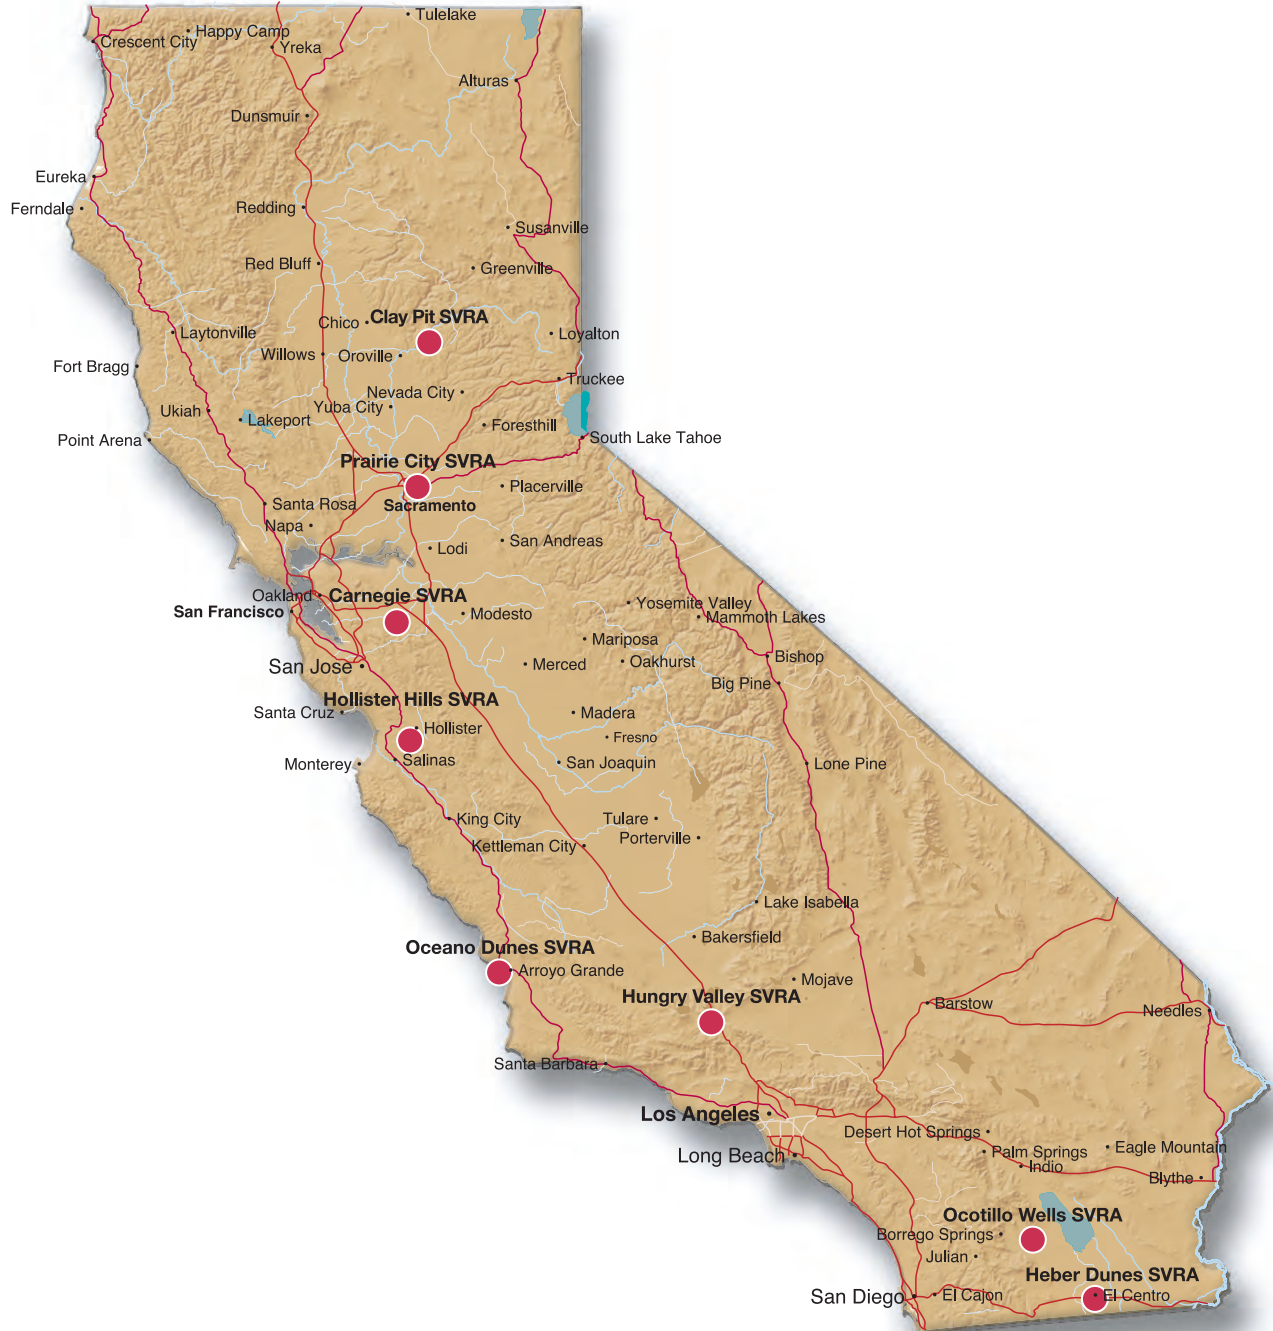 Tulelake
Happy Camp
Crescent City
Yreka
Alturas
Dunsmuir
Eureka
Redding
Ferndale
Susanville
Red Bluff
Greenville
Clay Pit SVRA
Chico
Laytonville
Loyalton
Willows
Oroville
Fort Bragg
Truckee
Nevada City
Yuba City
Ukiah
Lakeport
Foresthill
Point Arena
South Lake Tahoe
Prairie City SVRA
Placerville
Santa Rosa
Sacramento
Napa
San Andreas
Lodi
Oakland
Carnegie SVRA
Yosemite Valley
San Francisco
Modesto
Mammoth Lakes
Mariposa
Bishop
San Jose
Merced
Oakhurst
Big Pine
Hollister Hills SVRA
Santa Cruz
Madera
Hollister
Fresno
Monterey
Salinas
San Joaquin
Lone Pine
King City
Tulare
Porterville
Kettleman City
Lake Isabella
Bakersfield
Oceano Dunes SVRA
Arroyo Grande
Mojave
Hungry Valley SVRA
Barstow
Needles
Santa Barbara
Los Angeles
Desert Hot Springs
Eagle Mountain
Long Beach
Palm Springs
Indio
Blythe
Ocotillo Wells SVRA
Borrego Springs
Julian
Heber Dunes SVRA
San Diego
El Cajon
El Centro